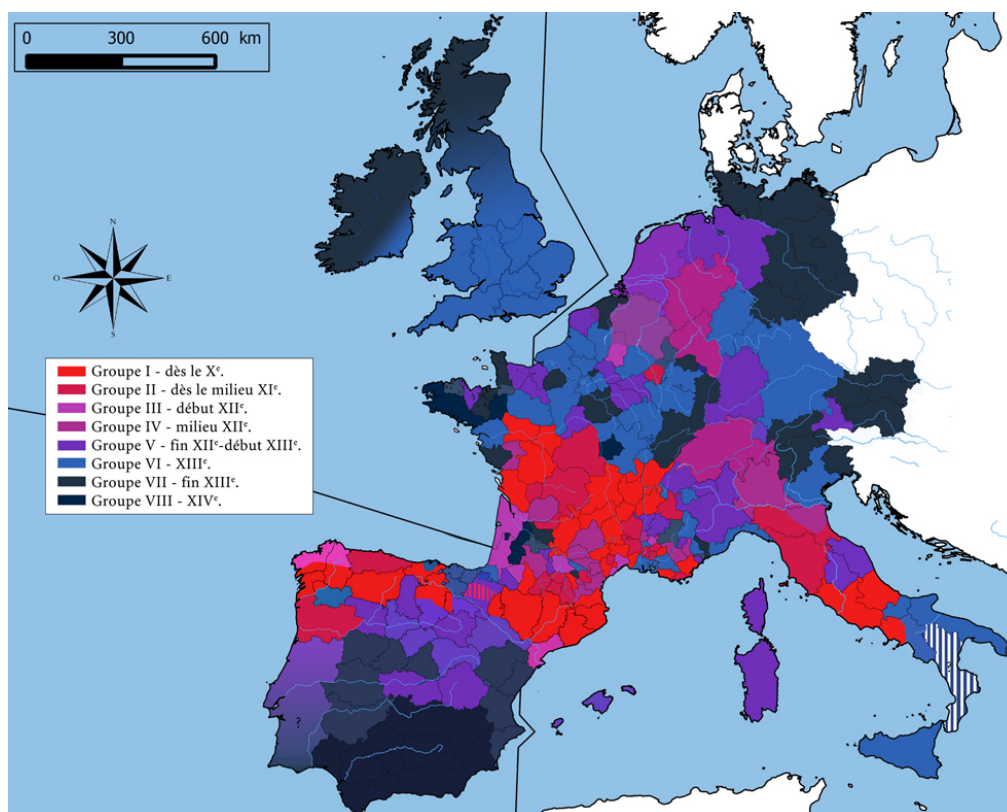 0 300 600 km
N
O E
S
Groupe I - dès le Xᵉ.
Groupe II - dès le milieu XIᵉ.
Groupe III - début XIIᵉ.
Groupe IV - milieu XIIᵉ.
Groupe V - fin XIIᵉ-début XIIIᵉ.
Groupe VI - XIIIᵉ.
Groupe VII - fin XIIIᵉ.
Groupe VIII - XIVᵉ.
?